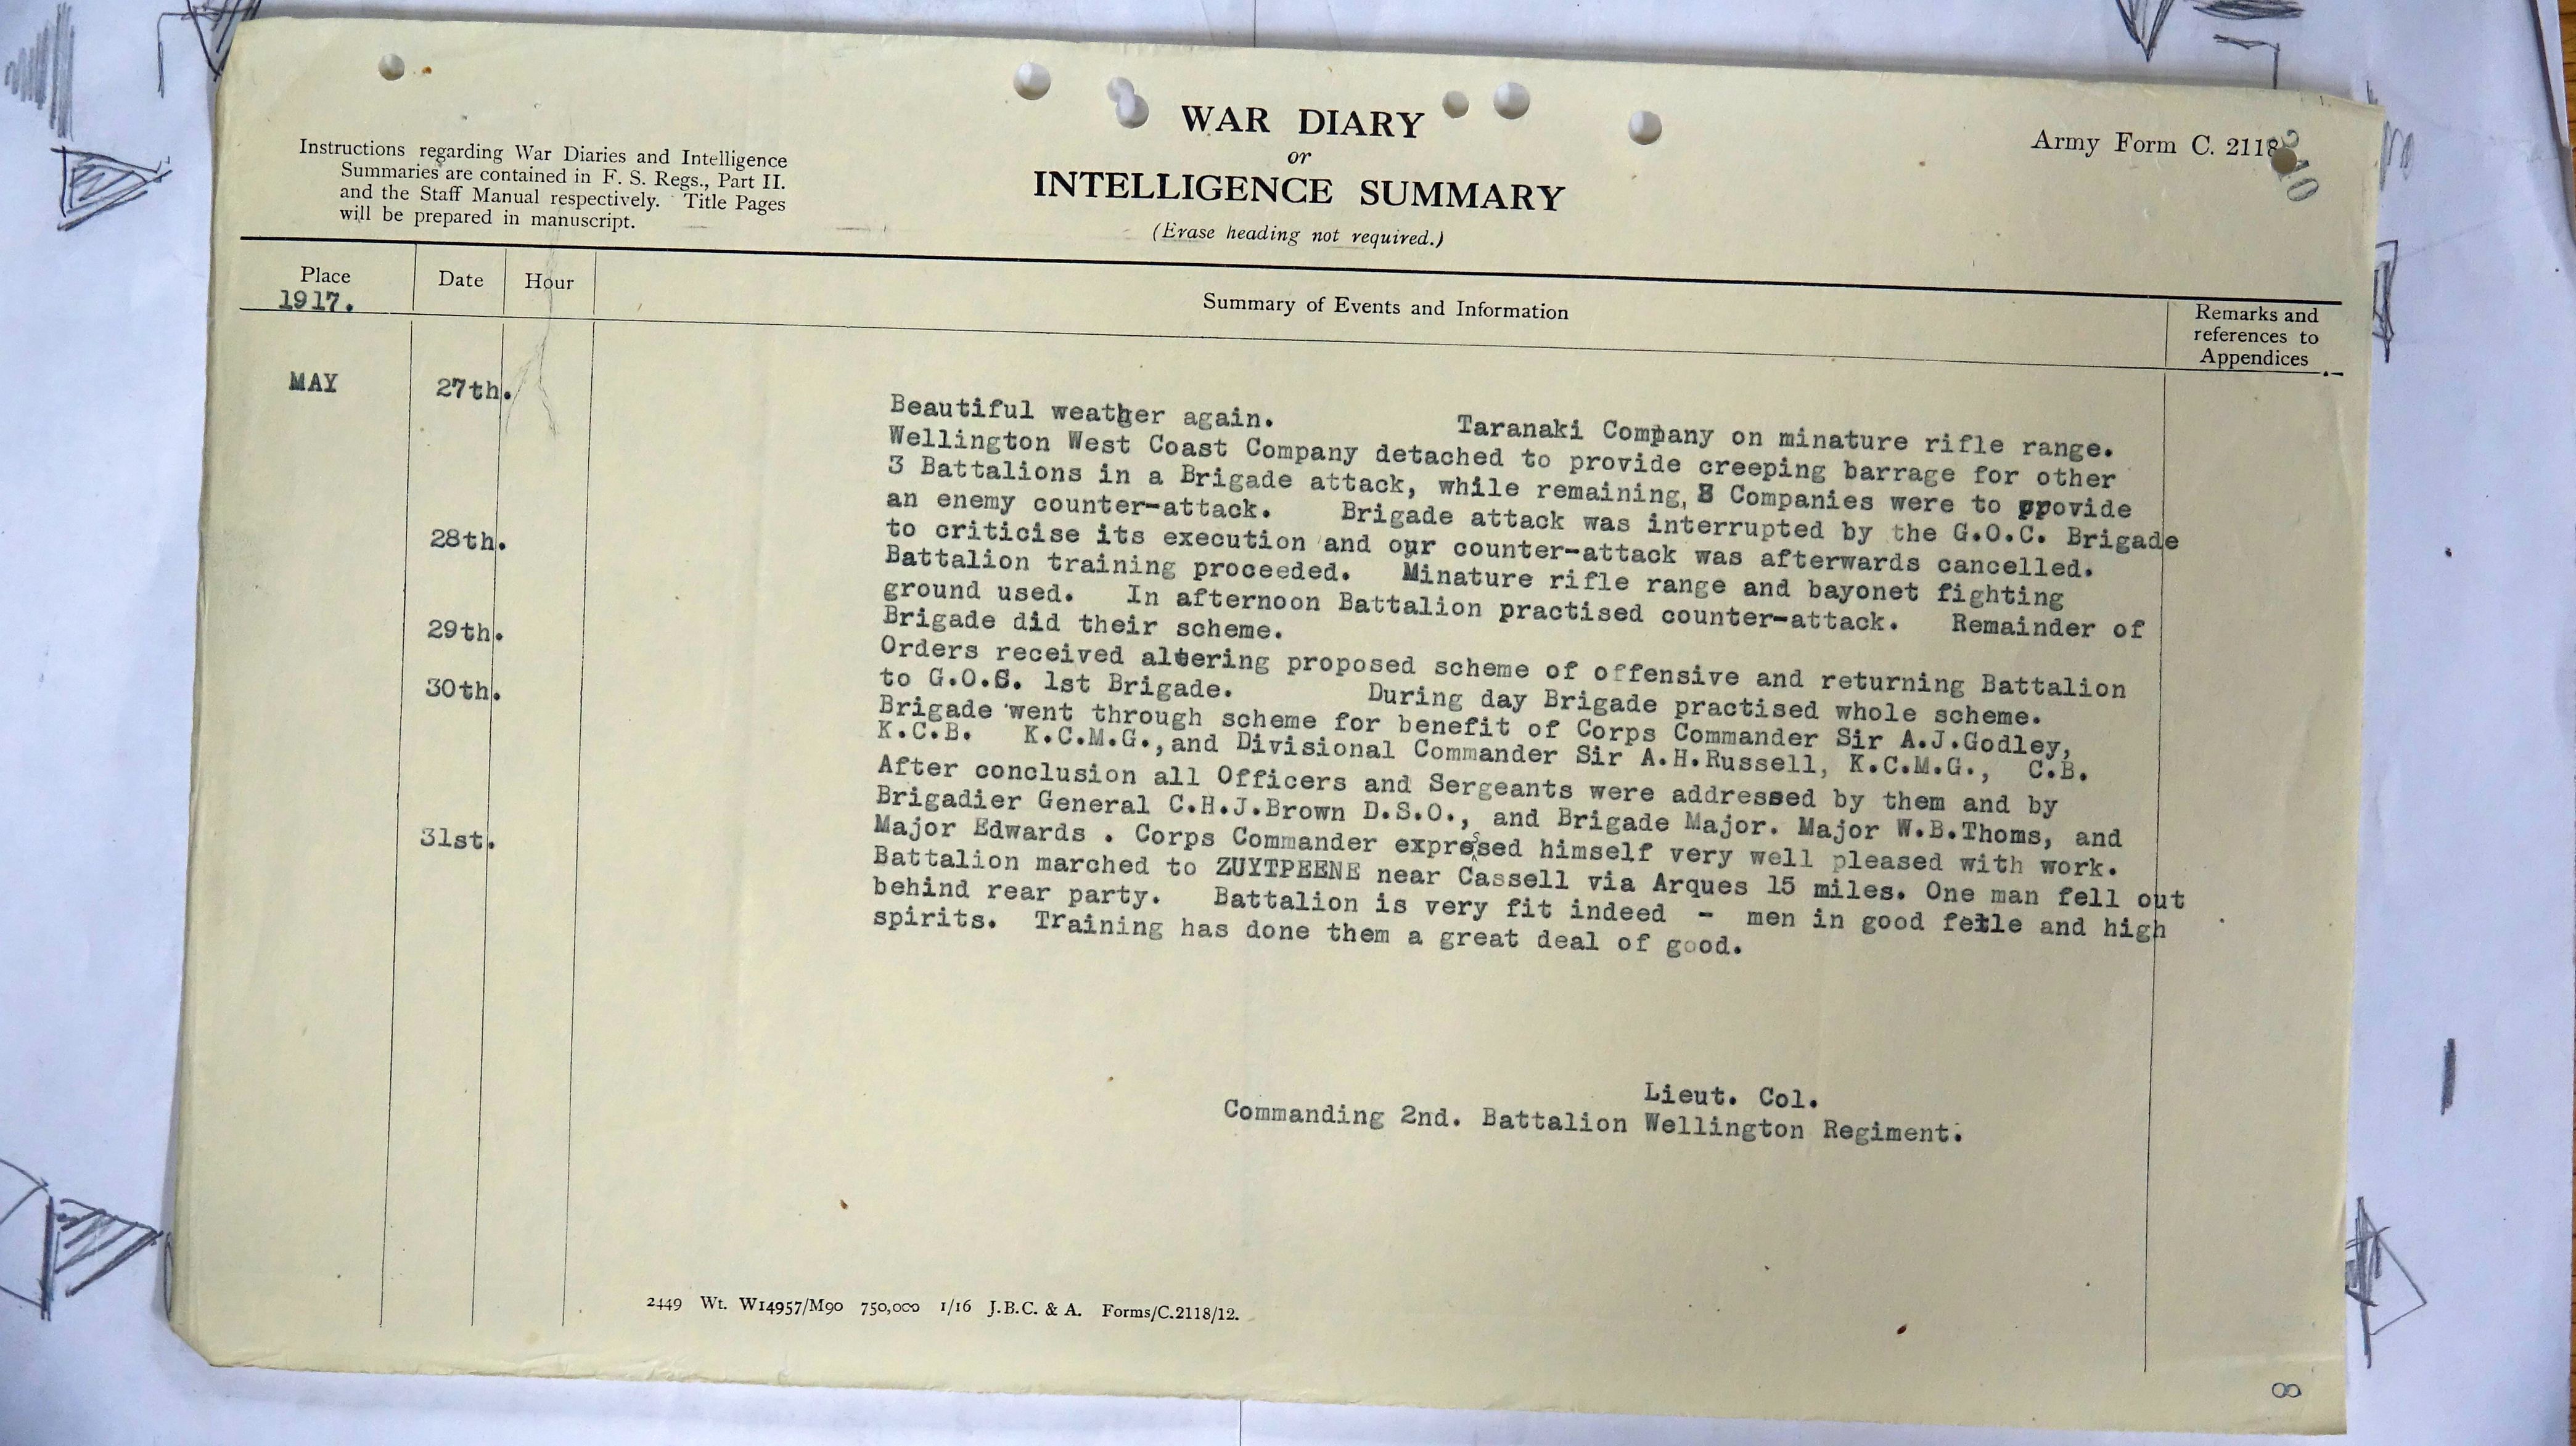 WAR DIARY
or
INTELLIGENCE SUMMARY
(Erase heading not required.)
Instructions regarding War Diaries and Intelligence
Summaries are contained in F. S. Regs., Part II.
and the Staff Manual respectively. Title Pages
will be prepared in manuscript.
Army Form C. 2118
Place
1917.
Date
Hour
Summary of Events and Information
Remarks and
references to
Appendices
MAY
27th.
Beautiful weather again. Taranaki Company on minature rifle range.
Wellington West Coast Company detached to provide creeping barrage for other
3 Battalions in a Brigade attack, while remaining 3 Companies were to provide
an enemy counter-attack. Brigade attack was interrupted by the G.O.C. Brigade
to criticise its execution and our counter-attack was afterwards cancelled.
28th.
Battalion training proceeded. Minature rifle range and bayonet fighting
ground used. In afternoon Battalion practised counter-attack. Remainder of
Brigade did their scheme.
29th.
Orders received altering proposed scheme of offensive and returning Battalion
to G.O.C. 1st Brigade. During day Brigade practised whole scheme.
30th.
Brigade went through scheme for benefit of Corps Commander Sir A.J.Godley,
K.C.B. K.C.M.G., and Divisional Commander Sir A.H.Russell, K.C.M.G., C.B.
After conclusion all Officers and Sergeants were addressed by them and by
Brigadier General C.H.J.Brown D.S.O., and Brigade Major. Major W.B.Thoms, and
Major Edwards . Corps Commander expressed himself very well pleased with work.
31st.
Battalion marched to ZUYTPEENE near Cassell via Arques 15 miles. One man fell out
behind rear party. Battalion is very fit indeed - men in good fettle and high
spirits. Training has done them a great deal of good.
Lieut. Col.
Commanding 2nd. Battalion Wellington Regiment.
2449 Wt. W14957/M90 750,000 1/16 J.B.C. & A. Forms/C.2118/12.
8